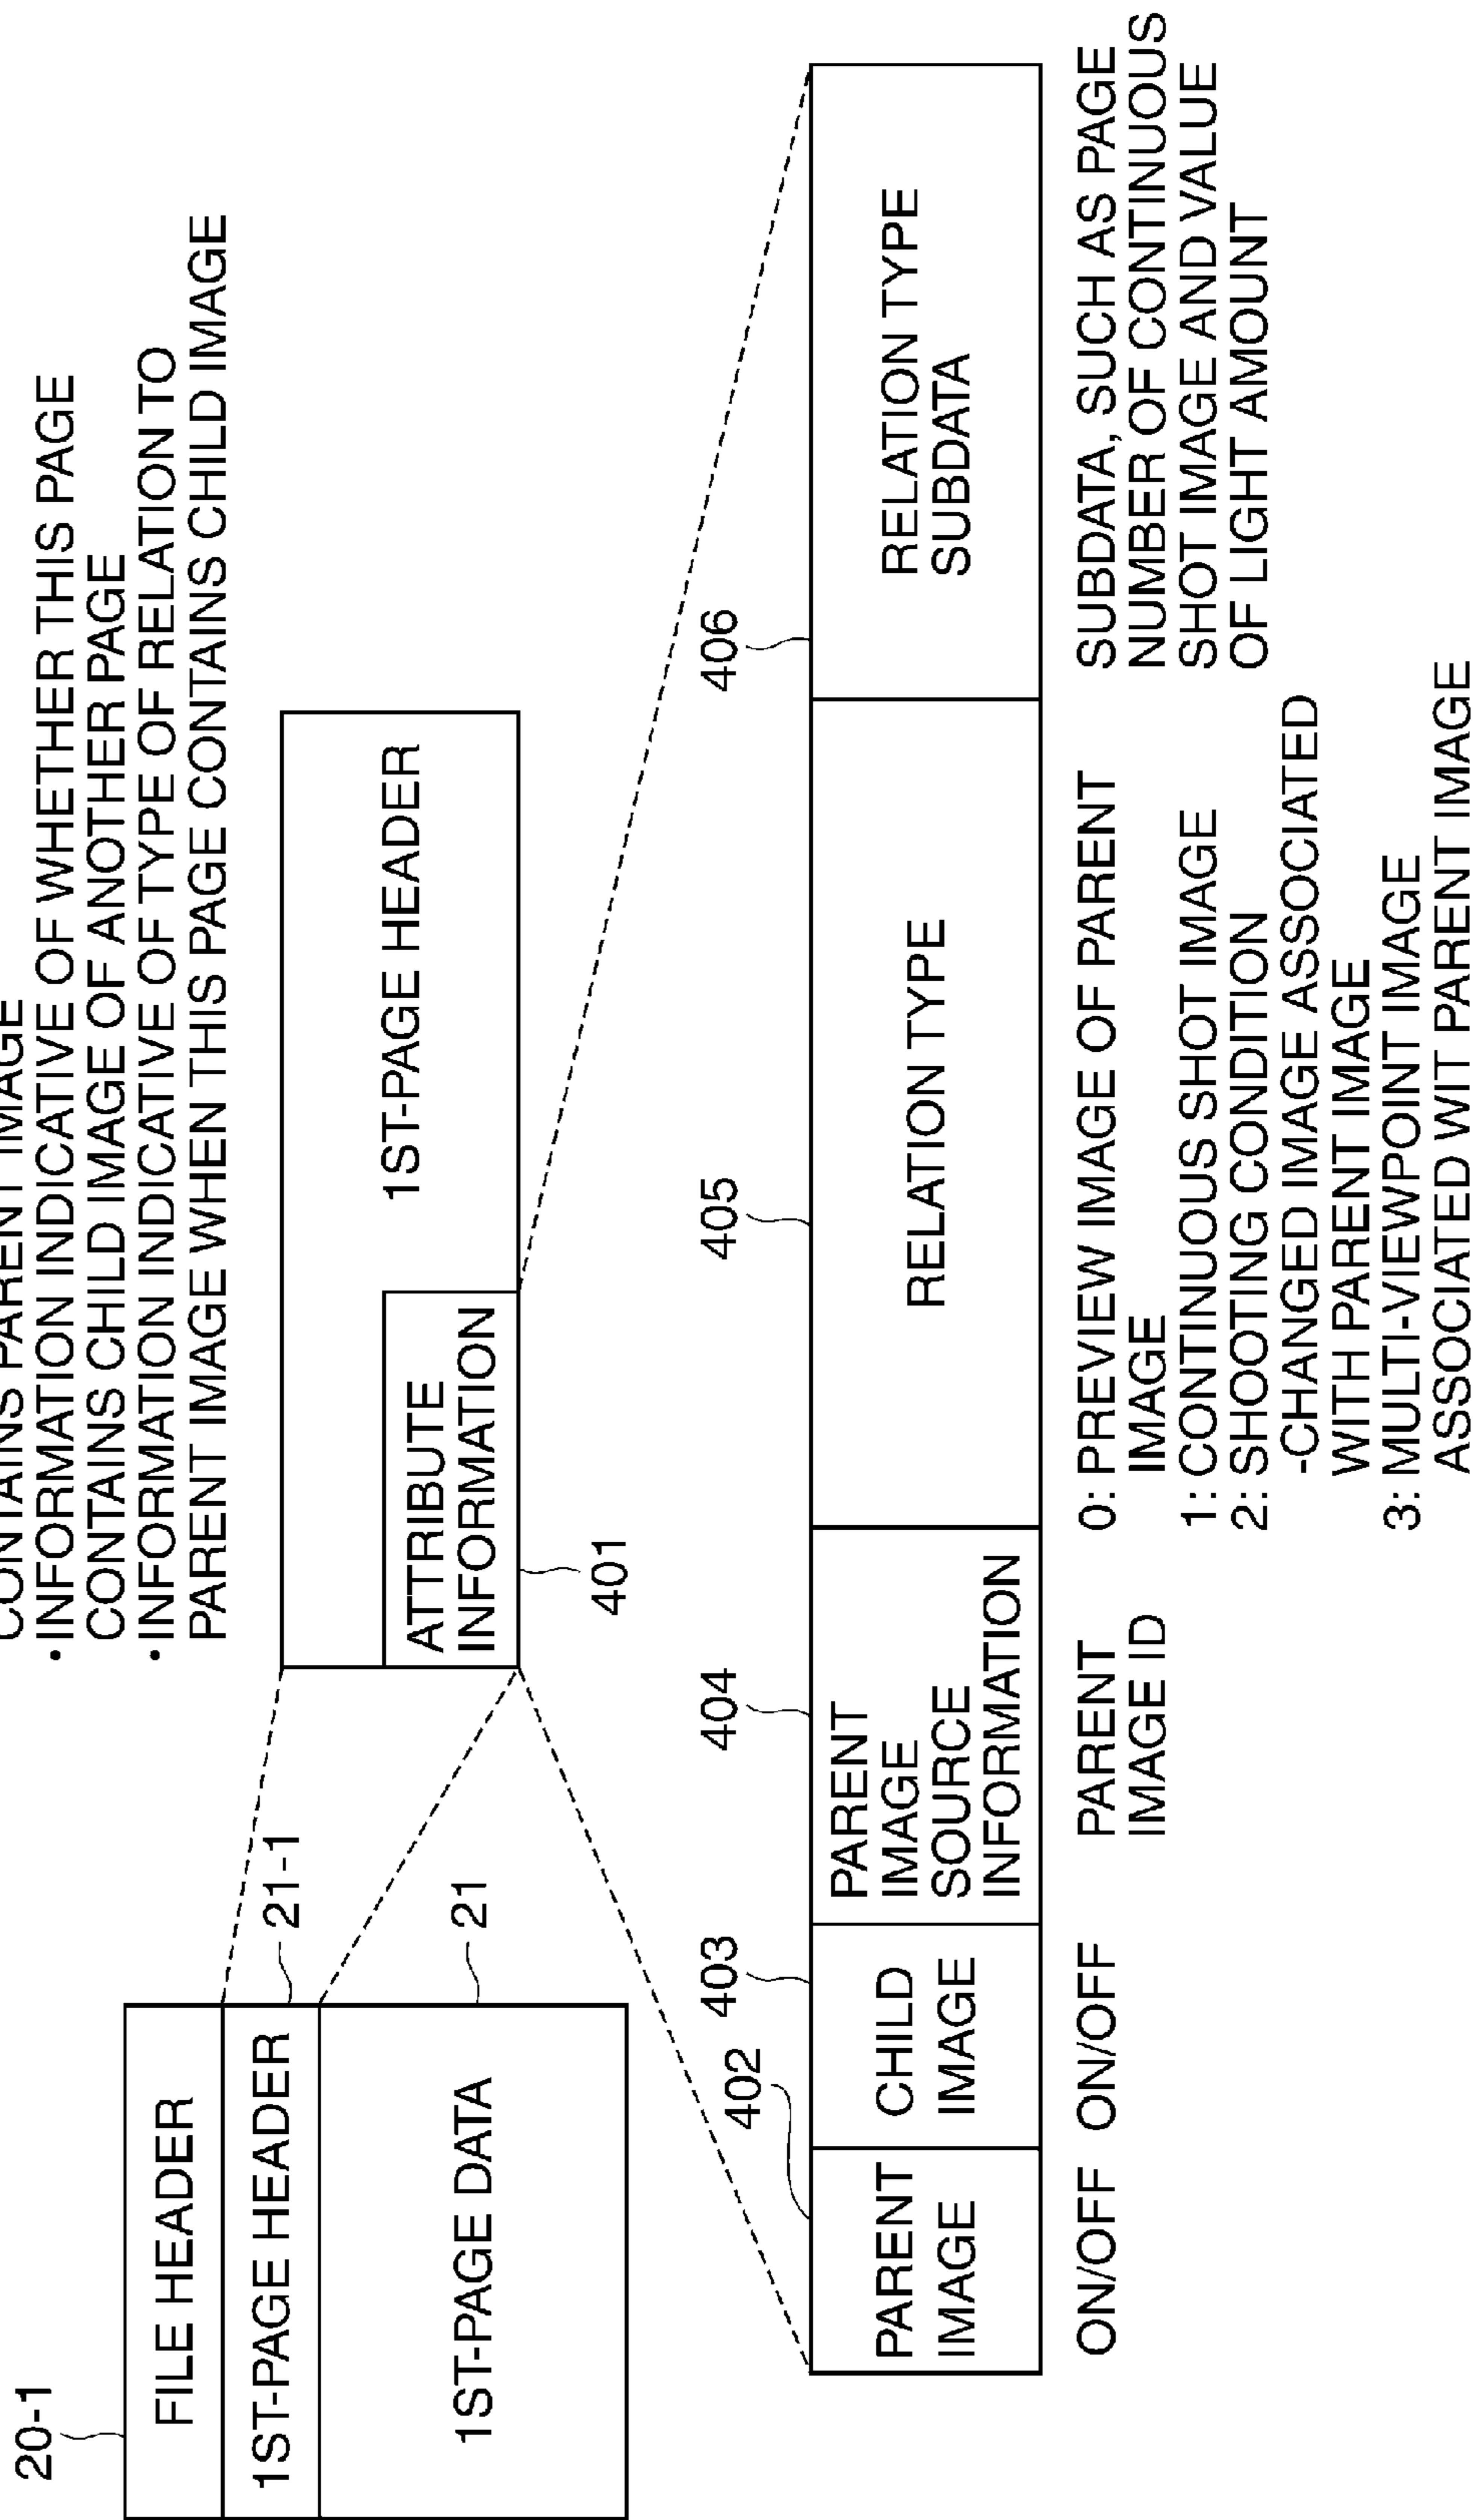 CONTAINS PARENT IMAGE
•INFORMATION INDICATIVE OF WHETHER THIS PAGE
CONTAINS CHILD IMAGE OF ANOTHER PAGE
•INFORMATION INDICATIVE OF TYPE OF RELATION TO
PARENT IMAGE WHEN THIS PAGE CONTAINS CHILD IMAGE
20-1
FILE HEADER
1ST-PAGE HEADER
21-1
1ST-PAGE DATA
21
1ST-PAGE HEADER
ATTRIBUTE
INFORMATION
401
402
403
404
405
406
PARENT
IMAGE
CHILD
IMAGE
PARENT
IMAGE
SOURCE
INFORMATION
RELATION TYPE
RELATION TYPE
SUBDATA
ON/OFF
ON/OFF
PARENT
IMAGE ID
0: PREVIEW IMAGE OF PARENT
IMAGE
1: CONTINUOUS SHOT IMAGE
2: SHOOTING CONDITION
-CHANGED IMAGE ASSOCIATED
WITH PARENT IMAGE
3: MULTI-VIEWPOINT IMAGE
ASSOCIATED WIT PARENT IMAGE
SUBDATA, SUCH AS PAGE
NUMBER OF CONTINUOUS
SHOT IMAGE AND VALUE
OF LIGHT AMOUNT